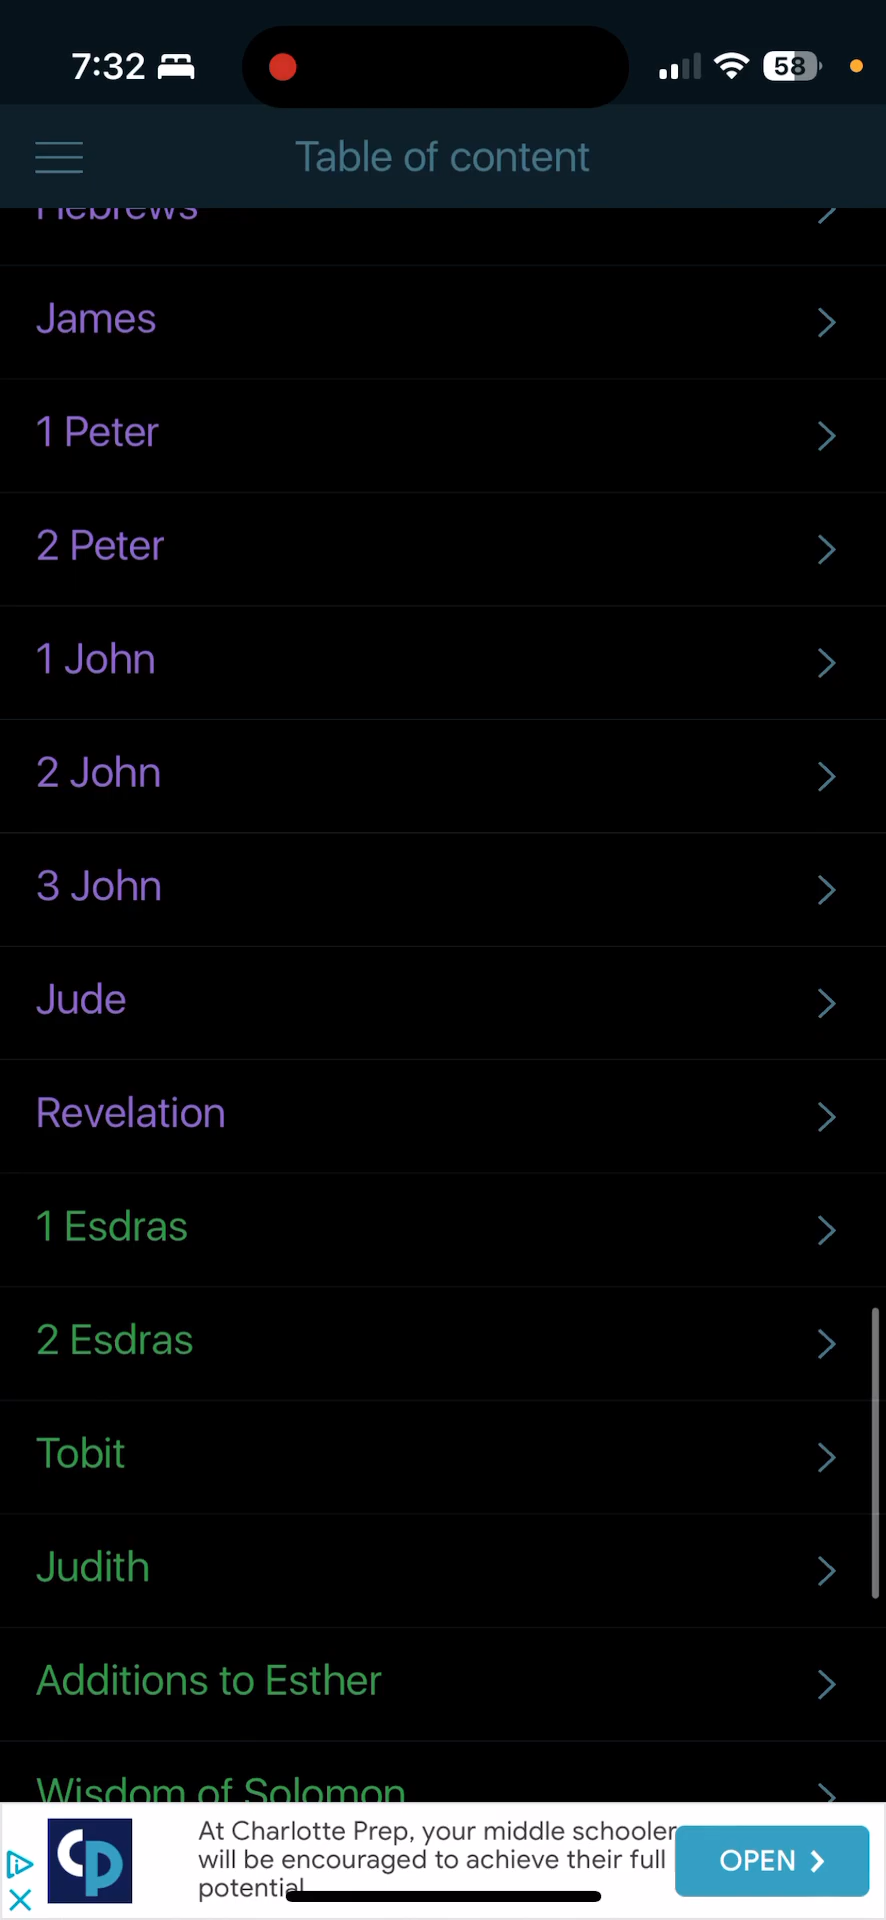 7:32
58
Table of content
Hebrews
James
1 Peter
2 Peter
1 John
2 John
3 John
Jude
Revelation
1 Esdras
2 Esdras
Tobit
Judith
Additions to Esther
Wisdom of Solomon
cp
At Charlotte Prep, your middle schooler
will be encouraged to achieve their full
potential
OPEN